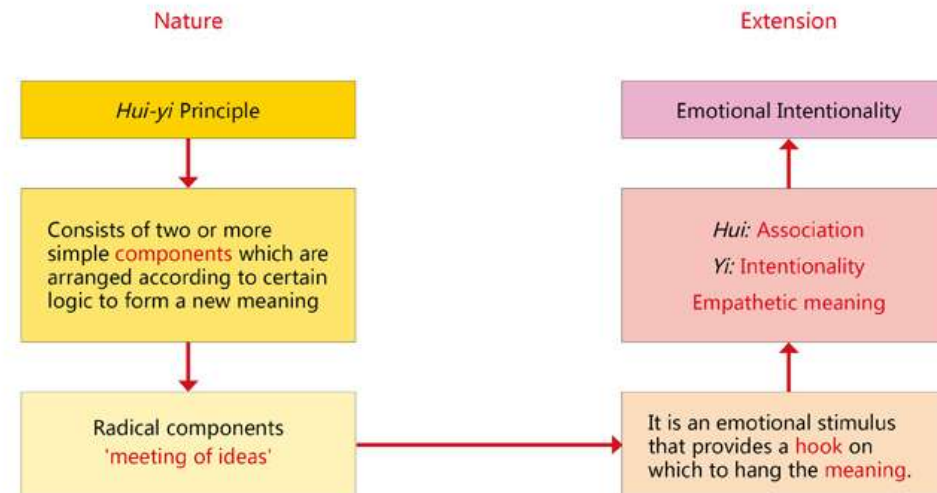 Nature
Hui-yi Principle
Consists of two or more
simple components which are
arranged according to certain
logic to form a new meaning
Radical components
'meeting of ideas'
Extension
Emotional Intentionality
Hui: Association
Yi: Intentionality
Empathetic meaning
It is an emotional stimulus
that provides a hook on
which to hang the meaning.